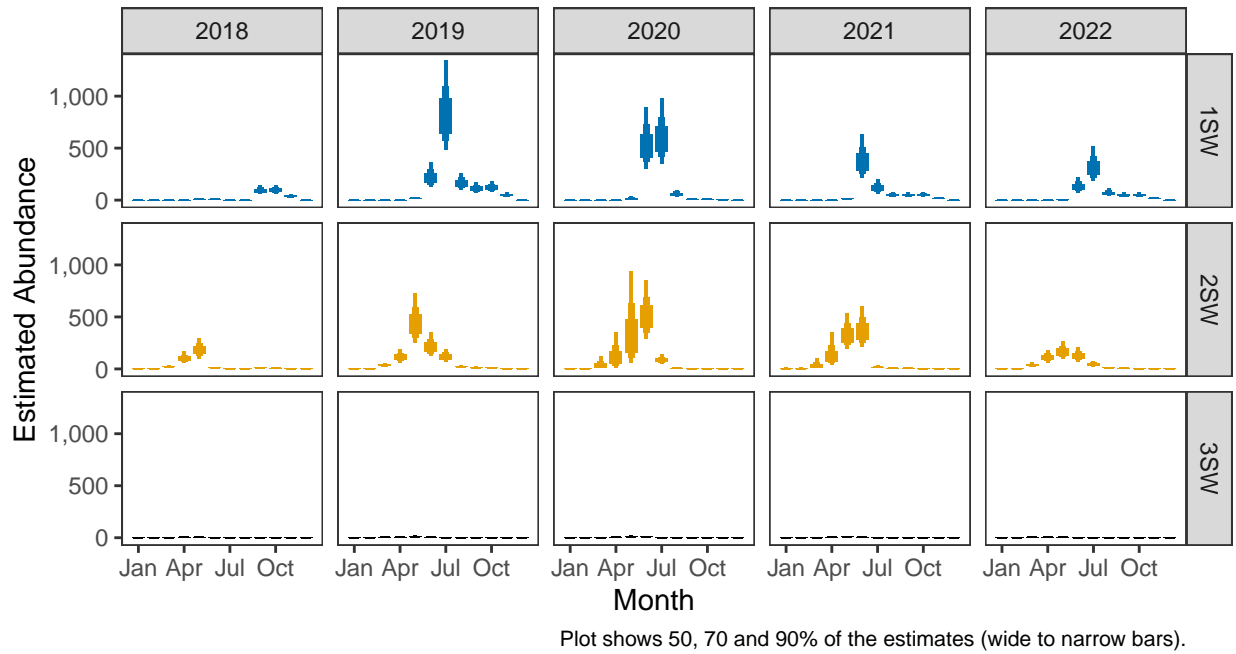 2018 2019 2020 2021 2022
1,000
500
0
1SW
1,000
500
0
2SW
1,000
500
0
3SW
Estimated Abundance
Jan Apr Jul Oct Jan Apr Jul Oct Jan Apr Jul Oct Jan Apr Jul Oct Jan Apr Jul Oct
Month
Plot shows 50, 70 and 90% of the estimates (wide to narrow bars).